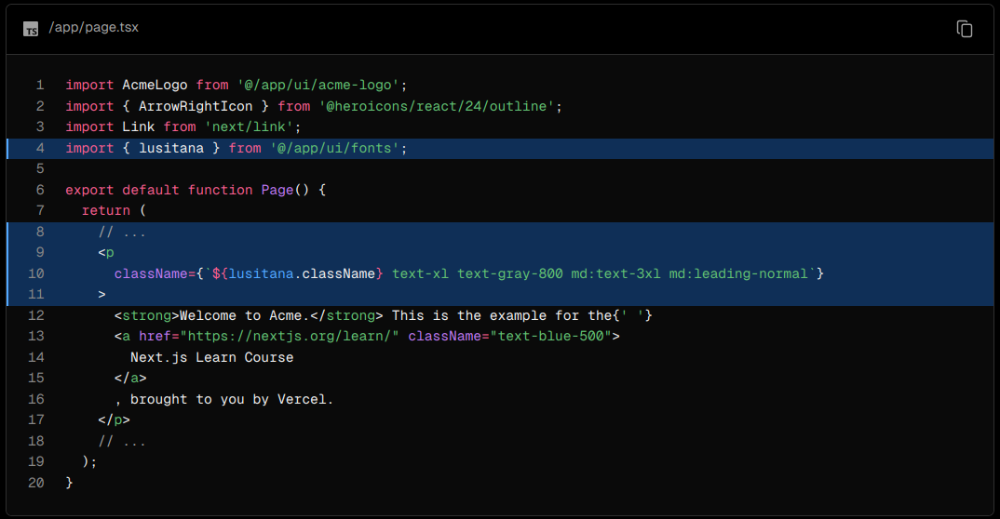 TS /app/page.tsx
1 import AcmeLogo from '@/app/ui/acme-logo';
2 import { ArrowRightIcon } from '@heroicons/react/24/outline';
3 import Link from 'next/link';
4 import { lusitana } from '@/app/ui/fonts';
5
6 export default function Page() {
7   return (
8     // ...
9     <p
10       className={`${lusitana.className} text-xl text-gray-800 md:text-3xl md:leading-normal`}
11     >
12       <strong>Welcome to Acme.</strong> This is the example for the{' '}
13       <a href="https://nextjs.org/learn/" className="text-blue-500">
14         Next.js Learn Course
15       </a>
16       , brought to you by Vercel.
17     </p>
18     // ...
19   );
20 }